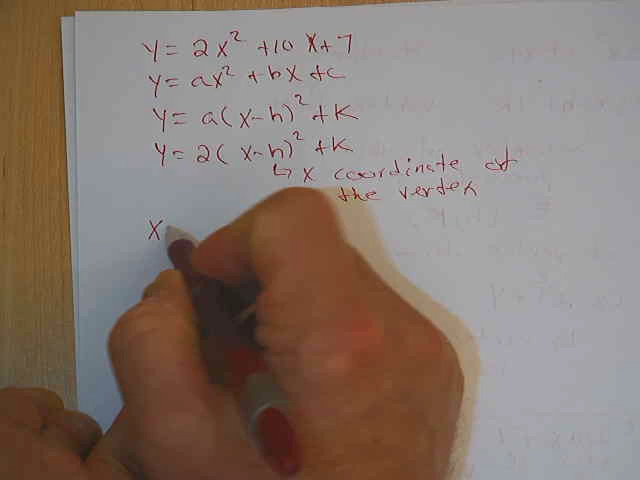 y = 2x² + 10x + 7
y = ax² + bx + c
y = a(x-h)² + k
y = 2(x-h)² + k
↳ x coordinate of
the vertex
x